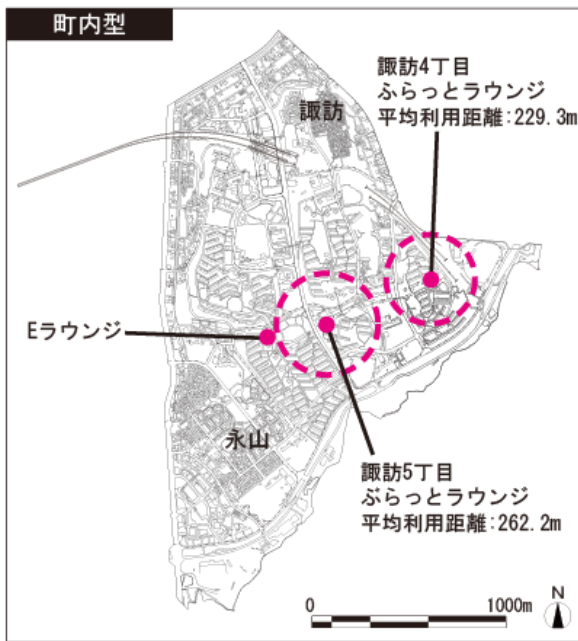 町内型
諏訪4丁目
ふらっとラウンジ
平均利用距離:229.3m
諏訪
Eラウンジ
永山
諏訪5丁目
ぶらっとラウンジ
平均利用距離:262.2m
0 1000m
N